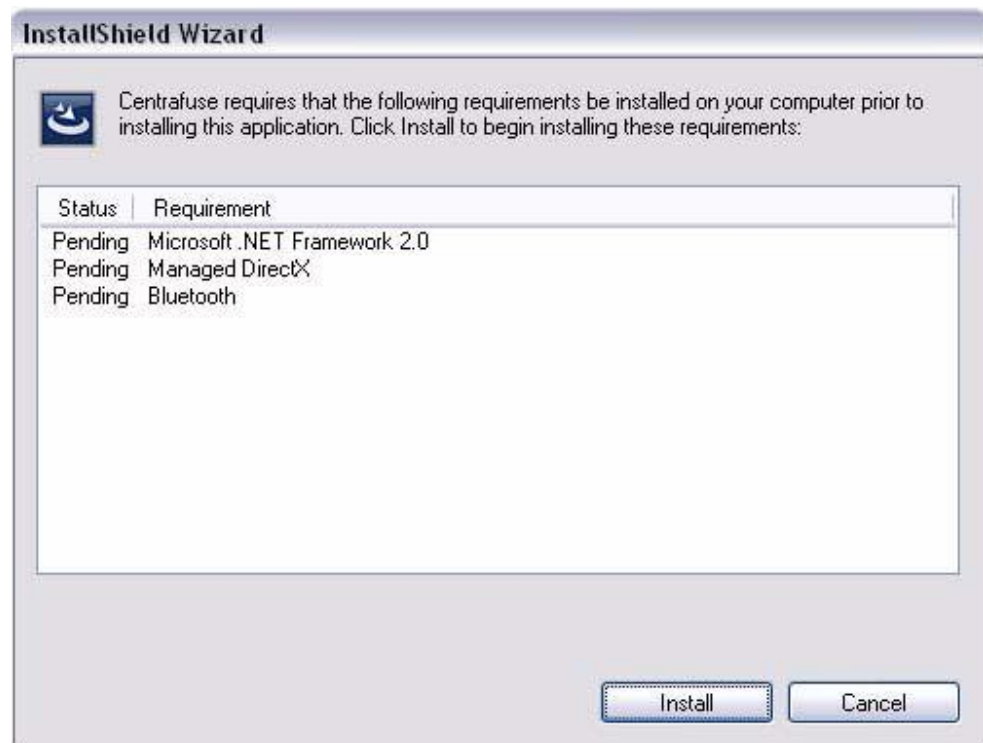 InstallShield Wizard
Centrafuse requires that the following requirements be installed on your computer prior to
installing this application. Click Install to begin installing these requirements:
Status Requirement
Pending Microsoft .NET Framework 2.0
Pending Managed DirectX
Pending Bluetooth
Install Cancel